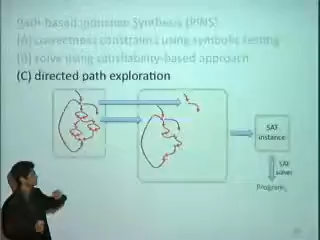 Path-based Inductive Synthesis (PINS)
(A) correctness constraints using symbolic testing
(B) solve using satisfiability-based approach
(C) directed path exploration
SAT
instance
SAT
solver
Program